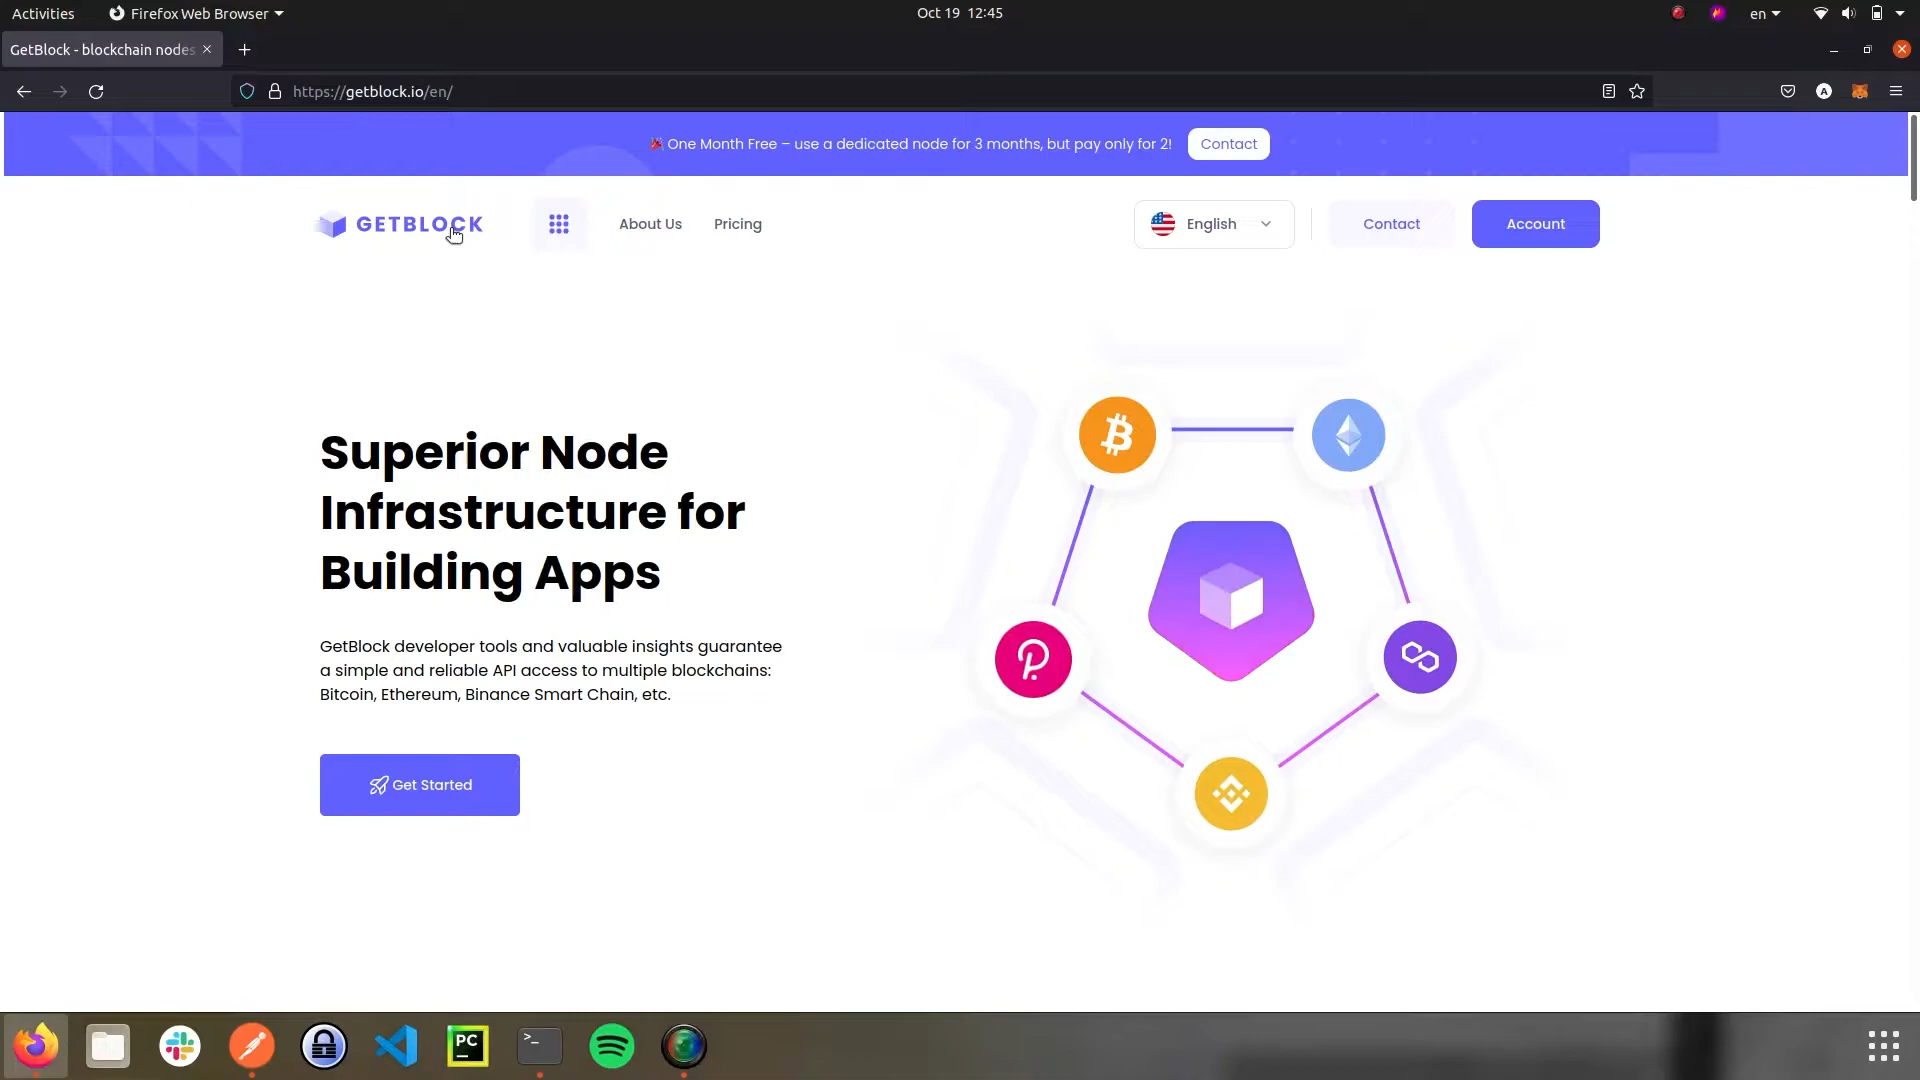 Activities
Firefox Web Browser
Oct 19 12:45
en
GetBlock - blockchain nodes
https://getblock.io/en/
A
One Month Free – use a dedicated node for 3 months, but pay only for 2!
Contact
GETBLOCK
About Us
Pricing
English
Contact
Account
Superior Node
Infrastructure for
Building Apps
GetBlock developer tools and valuable insights guarantee
a simple and reliable API access to multiple blockchains:
Bitcoin, Ethereum, Binance Smart Chain, etc.
Get Started
PC
>_